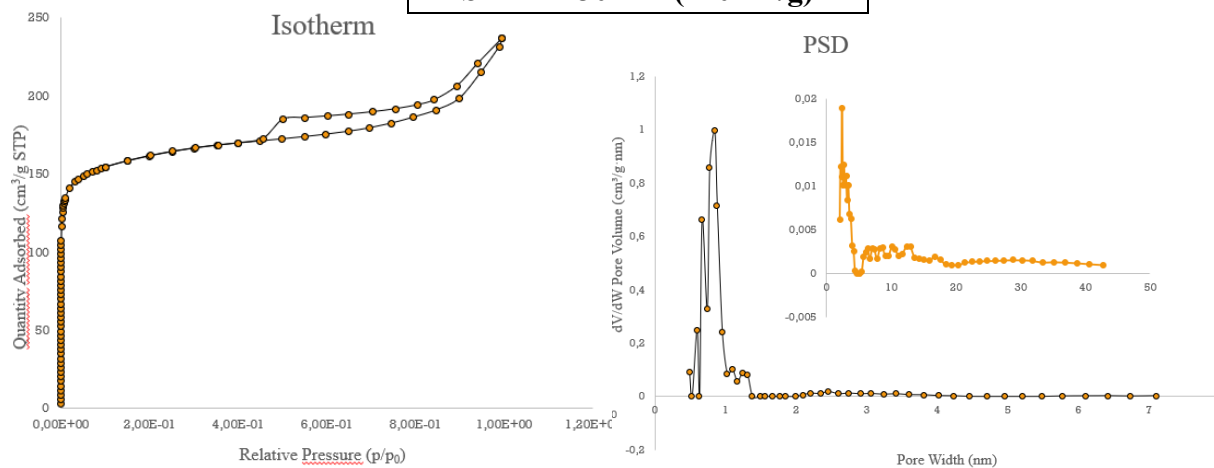 Isotherm
250
200
150
100
50
0
Quantity Adsorbed (cm³/g STP)
0,00E+00 2,00E-01 4,00E-01 6,00E-01 8,00E-01 1,00E+00
Relative Pressure (p/p₀)
PSD
1,2
1
0,8
0,6
0,4
0,2
0
-0,2
dV/dW Pore Volume (cm³/g·nm)
0 1 2 3 4 5 6 7
Pore Width (nm)
0,02
0,015
0,01
0,005
0
-0,005
0 10 20 30 40 50